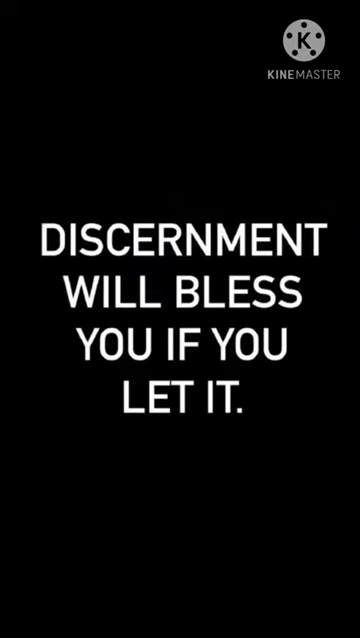 KINEMASTER
DISCERNMENT
WILL BLESS
YOU IF YOU
LET IT.